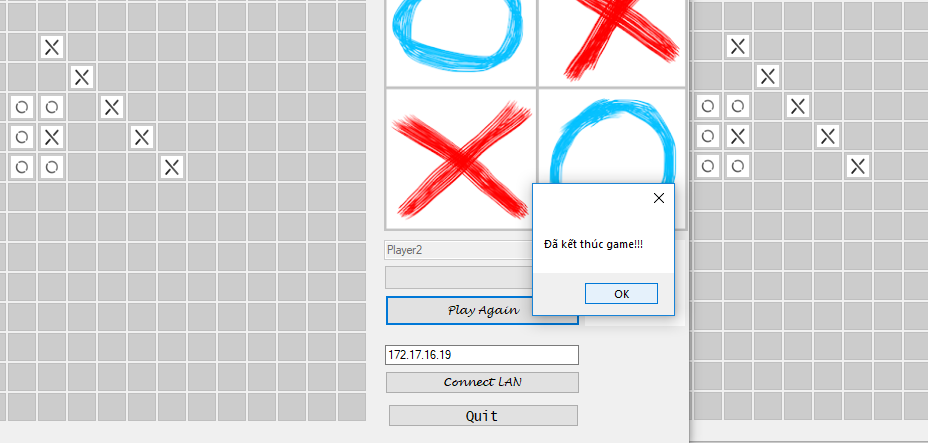 Player2
Đã kết thúc game!!!
OK
Play Again
172.17.16.19
Connect LAN
Quit